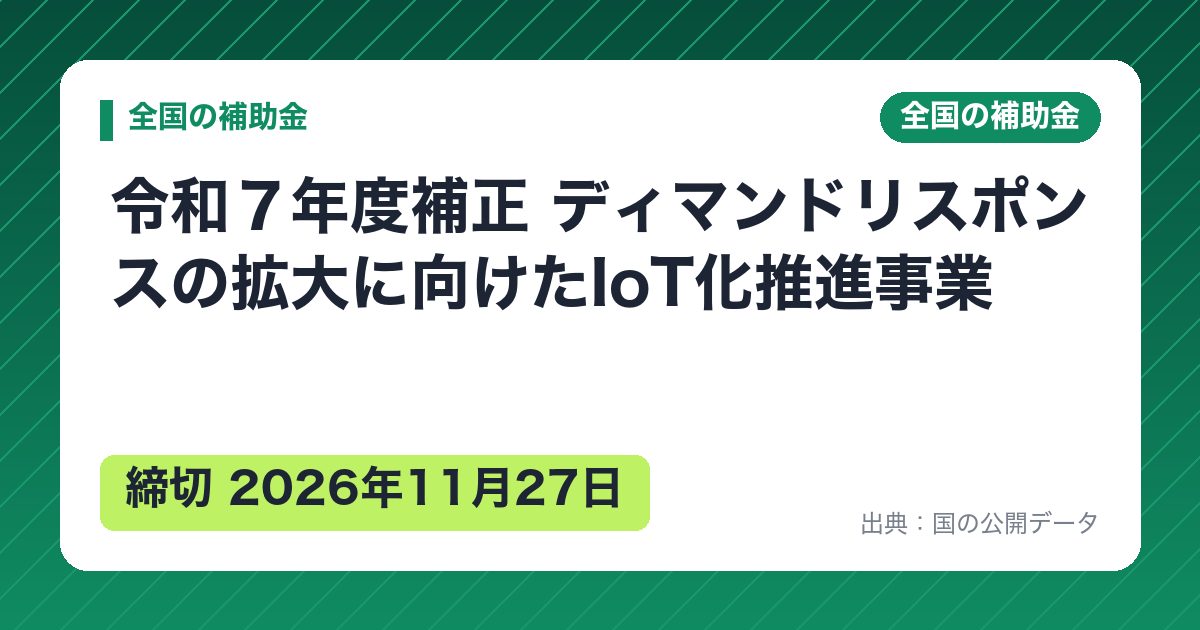 全国の補助金
全国の補助金
令和７年度補正 ディマンドリスポン
スの拡大に向けたIoT化推進事業
締切 2026年11月27日
出典：国の公開データ